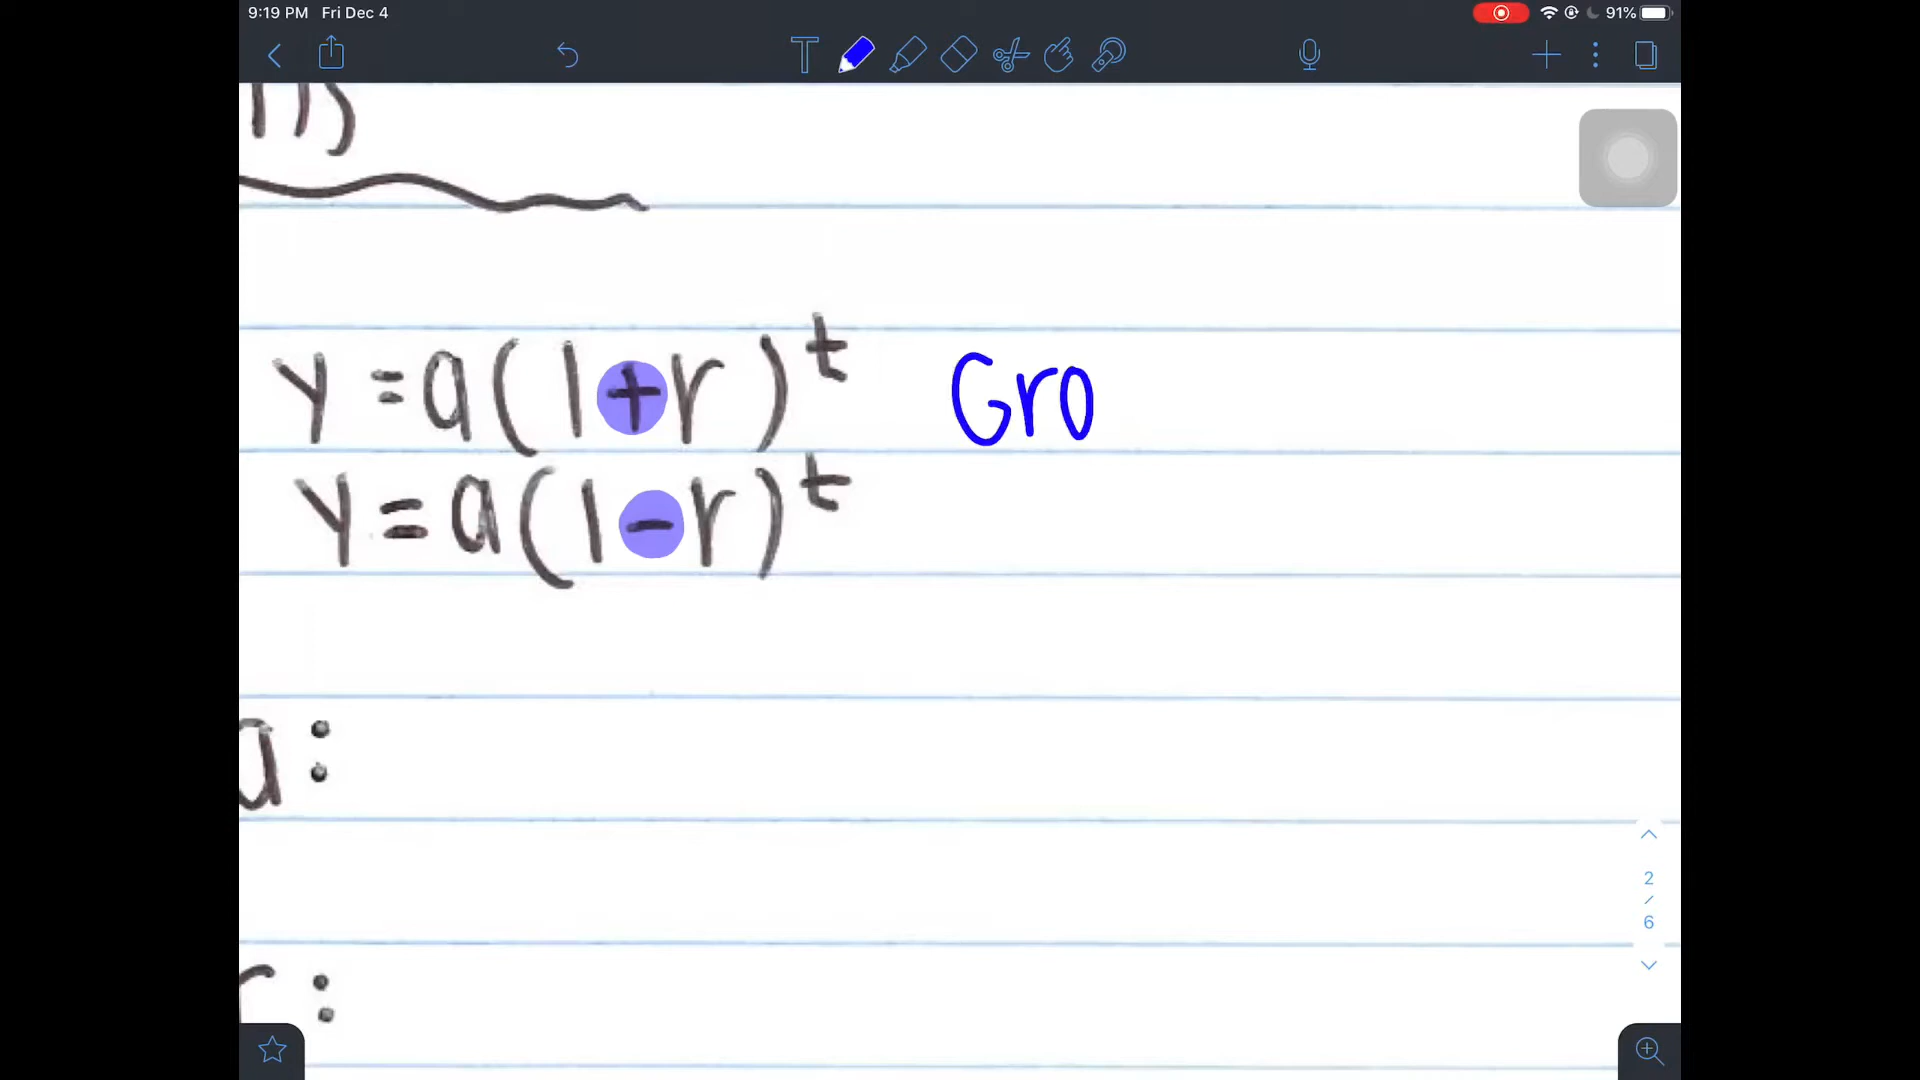 9:19 PM Fri Dec 4 91%
y = a(1+r)^t Gro
y = a(1-r)^t
a:
r:
2
/
6